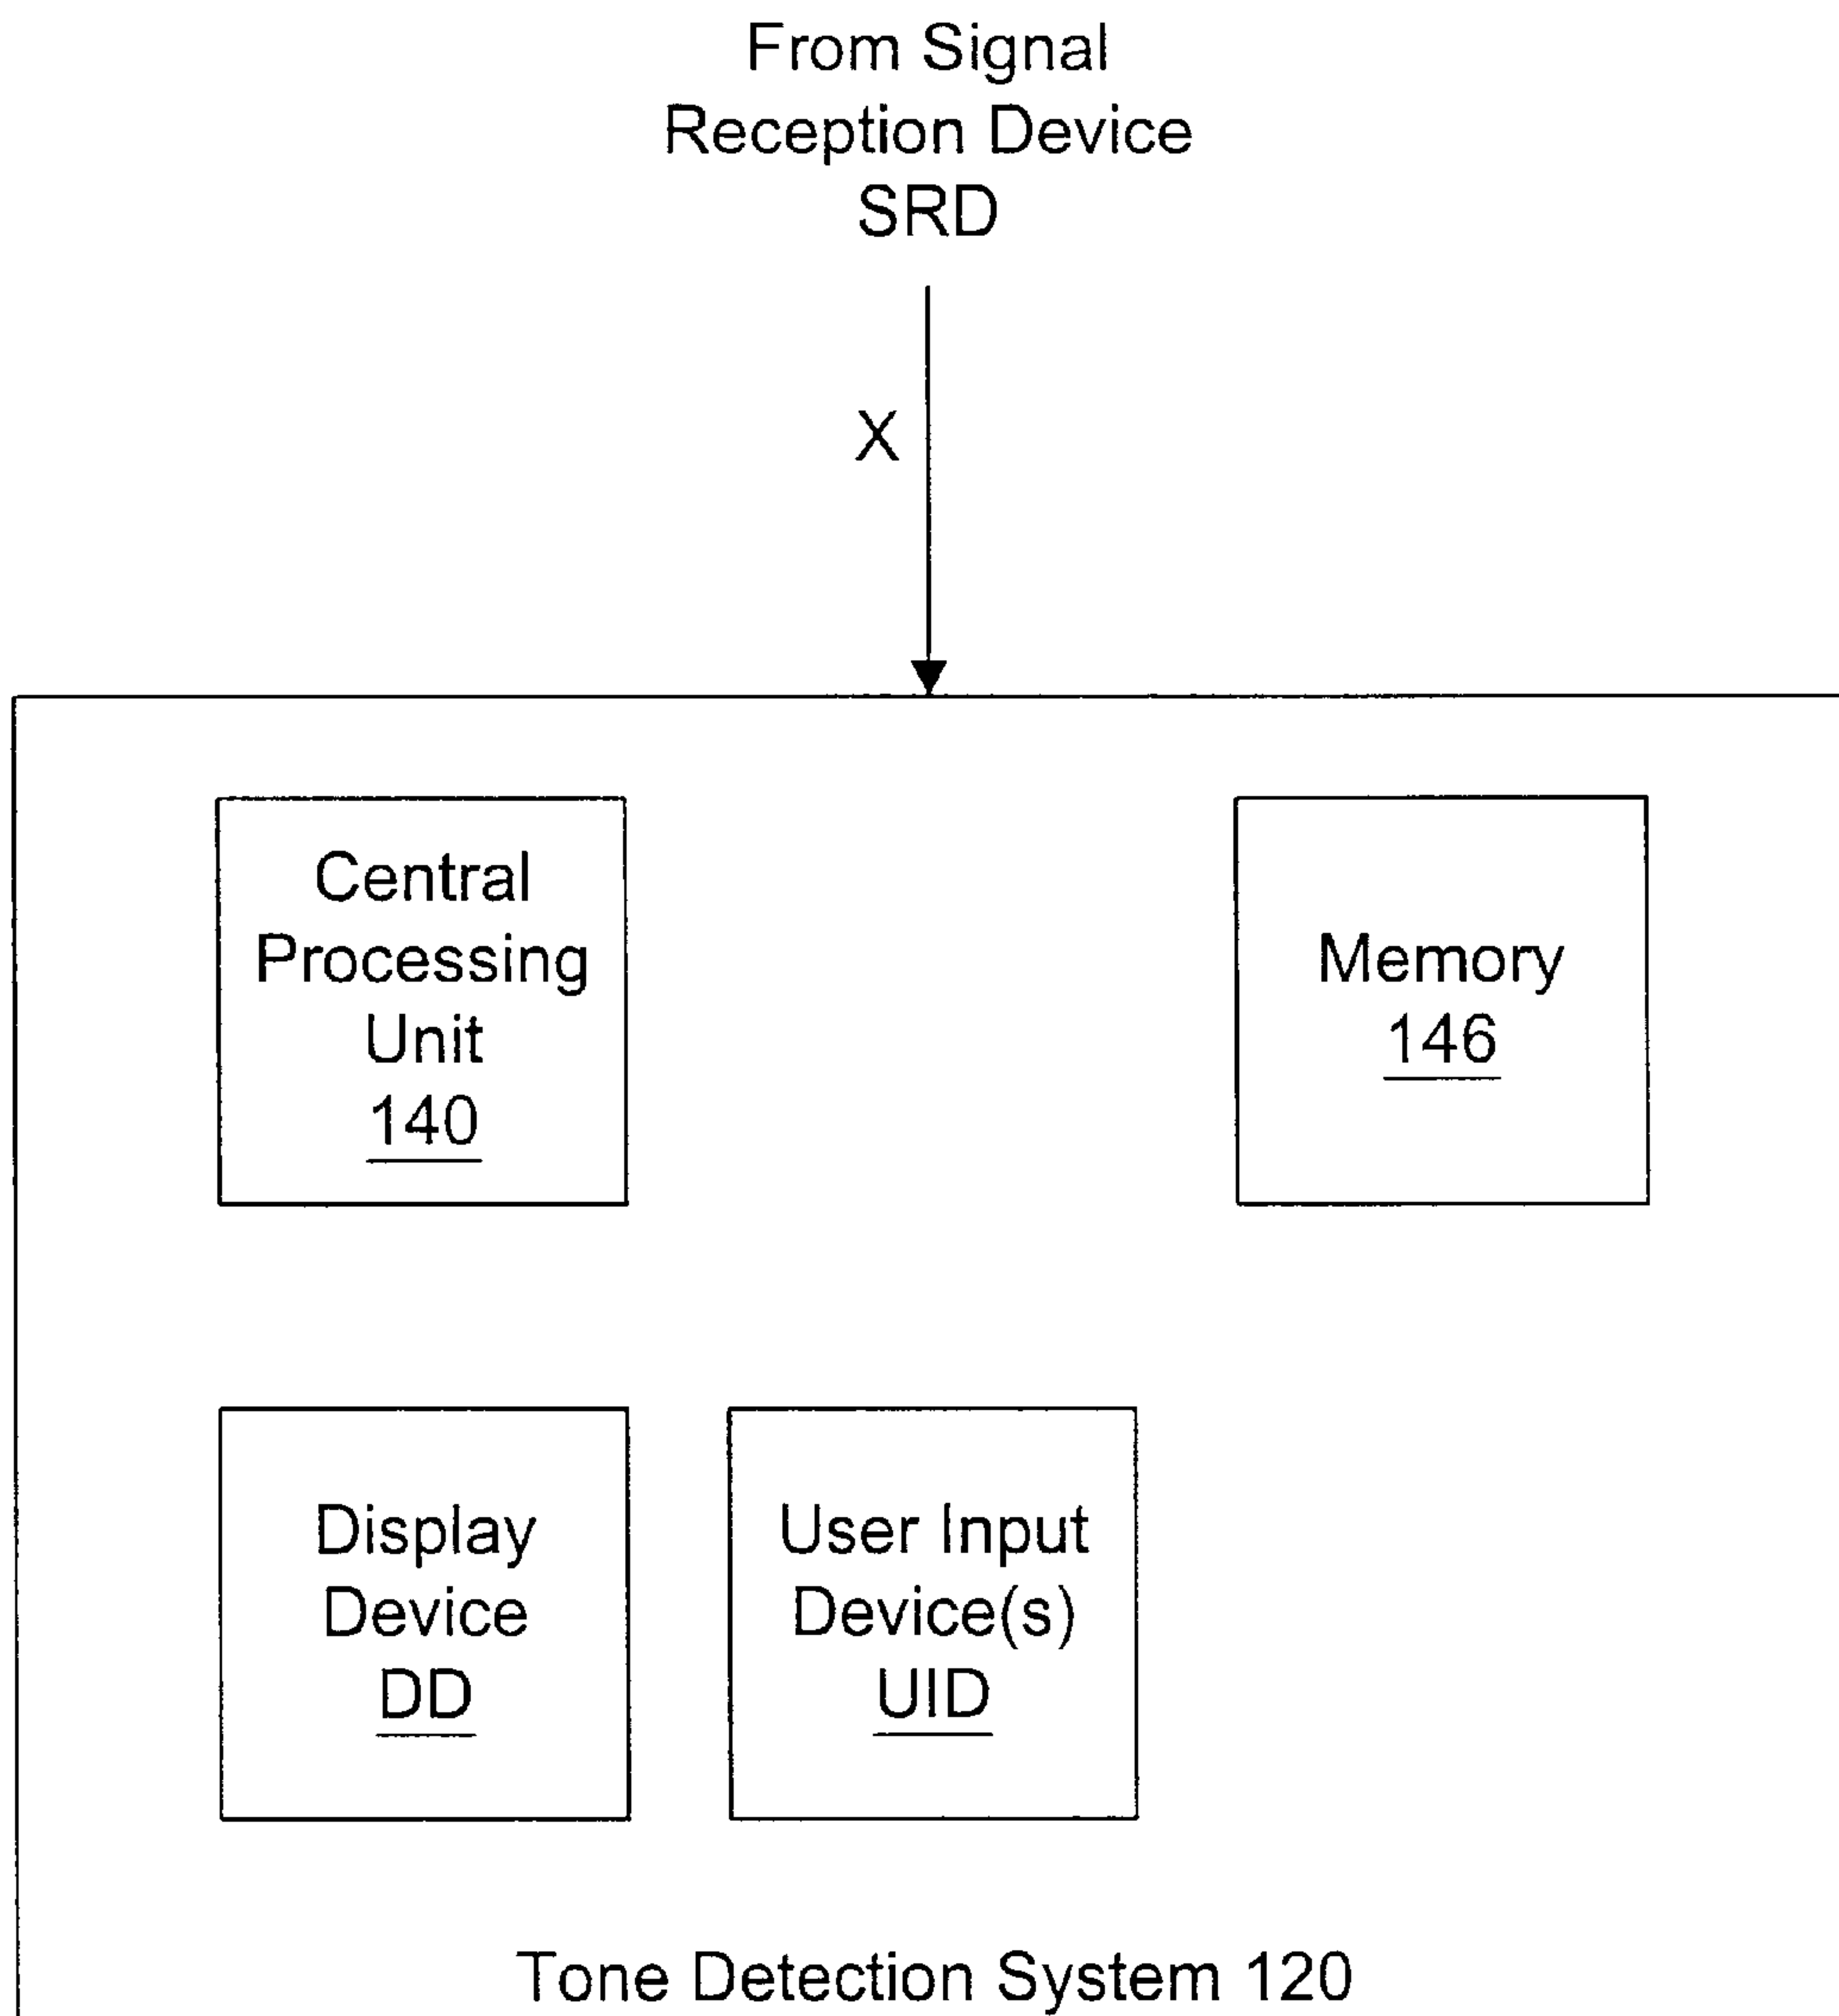 From Signal
Reception Device
SRD
X
Central
Processing
Unit
140
Memory
146
Display
Device
DD
User Input
Device(s)
UID
Tone Detection System 120